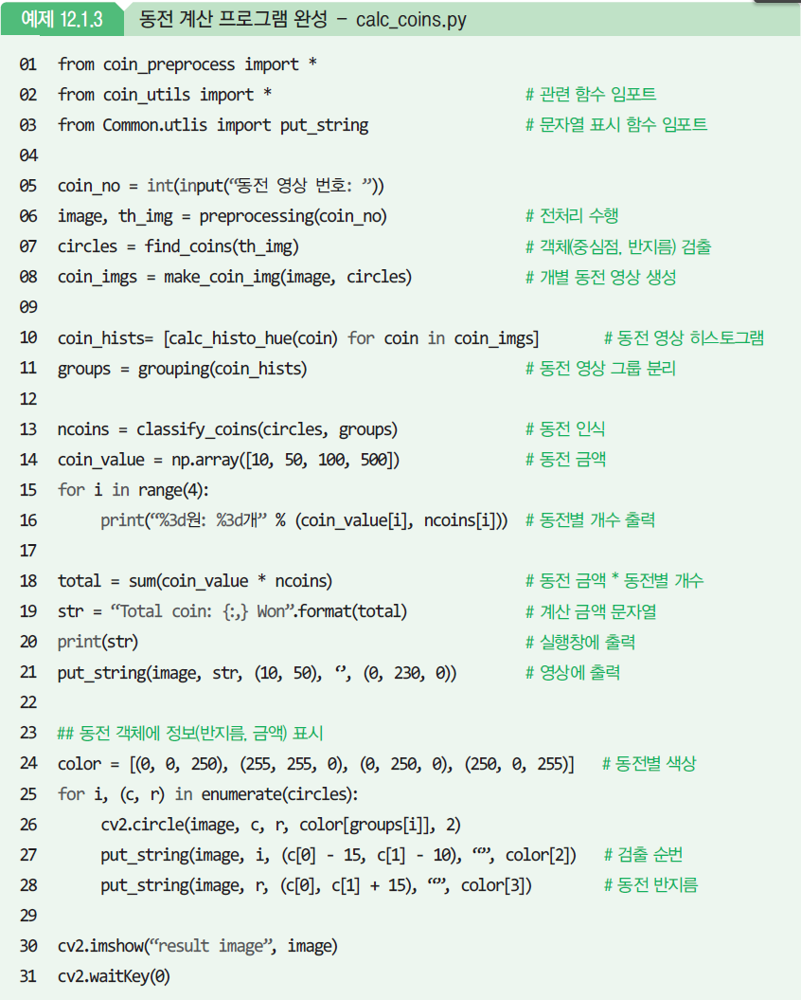 예제 12.1.3 동전 계산 프로그램 완성 - calc_coins.py
01 from coin_preprocess import *
02 from coin_utils import * # 관련 함수 임포트
03 from Common.utlis import put_string # 문자열 표시 함수 임포트
04
05 coin_no = int(input(“동전 영상 번호: ”))
06 image, th_img = preprocessing(coin_no) # 전처리 수행
07 circles = find_coins(th_img) # 객체(중심점, 반지름) 검출
08 coin_imgs = make_coin_img(image, circles) # 개별 동전 영상 생성
09
10 coin_hists= [calc_histo_hue(coin) for coin in coin_imgs] # 동전 영상 히스토그램
11 groups = grouping(coin_hists) # 동전 영상 그룹 분리
12
13 ncoins = classify_coins(circles, groups) # 동전 인식
14 coin_value = np.array([10, 50, 100, 500]) # 동전 금액
15 for i in range(4):
16 print(“%3d원: %3d개” % (coin_value[i], ncoins[i])) # 동전별 개수 출력
17
18 total = sum(coin_value * ncoins) # 동전 금액 * 동전별 개수
19 str = “Total coin: {:,} Won”.format(total) # 계산 금액 문자열
20 print(str) # 실행창에 출력
21 put_string(image, str, (10, 50), ‘’, (0, 230, 0)) # 영상에 출력
22
23 ## 동전 객체에 정보(반지름, 금액) 표시
24 color = [(0, 0, 250), (255, 255, 0), (0, 250, 0), (250, 0, 255)] # 동전별 색상
25 for i, (c, r) in enumerate(circles):
26 cv2.circle(image, c, r, color[groups[i]], 2)
27 put_string(image, i, (c[0] - 15, c[1] - 10), “”, color[2]) # 검출 순번
28 put_string(image, r, (c[0], c[1] + 15), “”, color[3]) # 동전 반지름
29
30 cv2.imshow(“result image”, image)
31 cv2.waitKey(0)